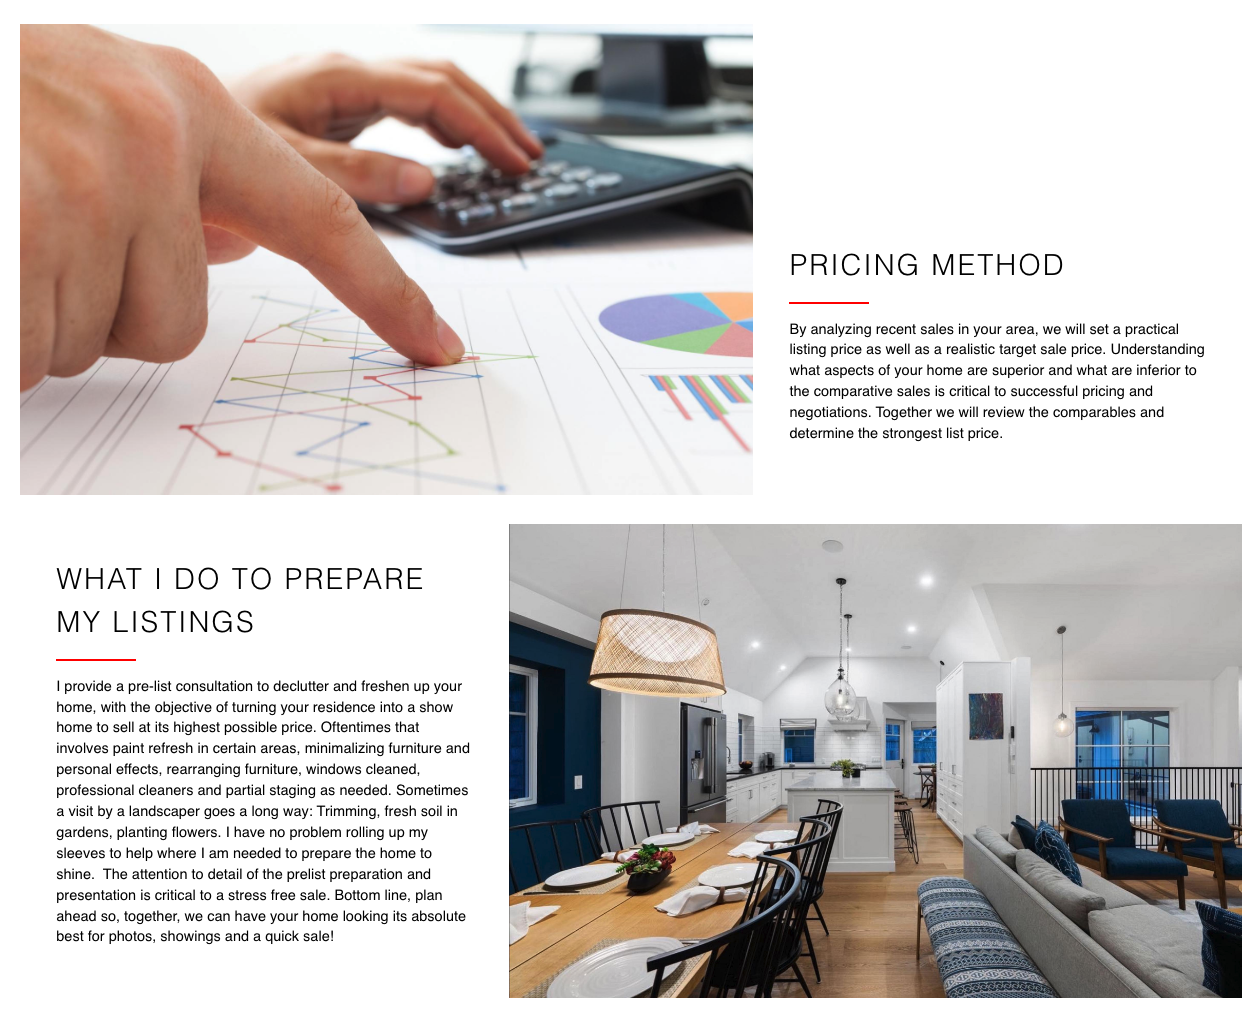 PRICING METHOD
By analyzing recent sales in your area, we will set a practical
listing price as well as a realistic target sale price. Understanding
what aspects of your home are superior and what are inferior to
the comparative sales is critical to successful pricing and
negotiations. Together we will review the comparables and
determine the strongest list price.
WHAT I DO TO PREPARE
MY LISTINGS
I provide a pre-list consultation to declutter and freshen up your
home, with the objective of turning your residence into a show
home to sell at its highest possible price. Oftentimes that
involves paint refresh in certain areas, minimalizing furniture and
personal effects, rearranging furniture, windows cleaned,
professional cleaners and partial staging as needed. Sometimes
a visit by a landscaper goes a long way: Trimming, fresh soil in
gardens, planting flowers. I have no problem rolling up my
sleeves to help where I am needed to prepare the home to
shine.  The attention to detail of the prelist preparation and
presentation is critical to a stress free sale. Bottom line, plan
ahead so, together, we can have your home looking its absolute
best for photos, showings and a quick sale!